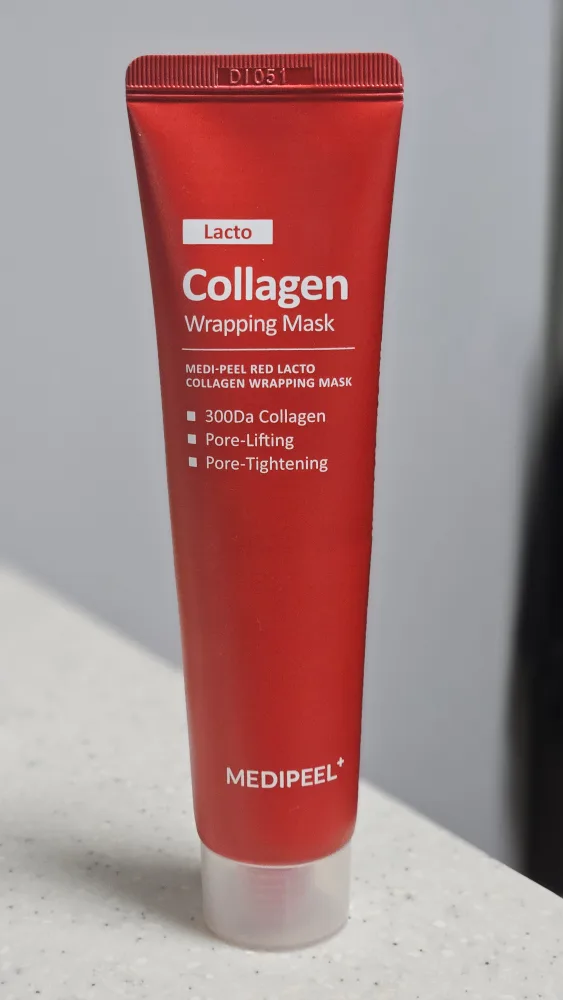 DI051
Lacto
Collagen
Wrapping Mask
MEDI-PEEL RED LACTO
COLLAGEN WRAPPING MASK
■ 300Da Collagen
■ Pore-Lifting
■ Pore-Tightening
MEDIPEEL+